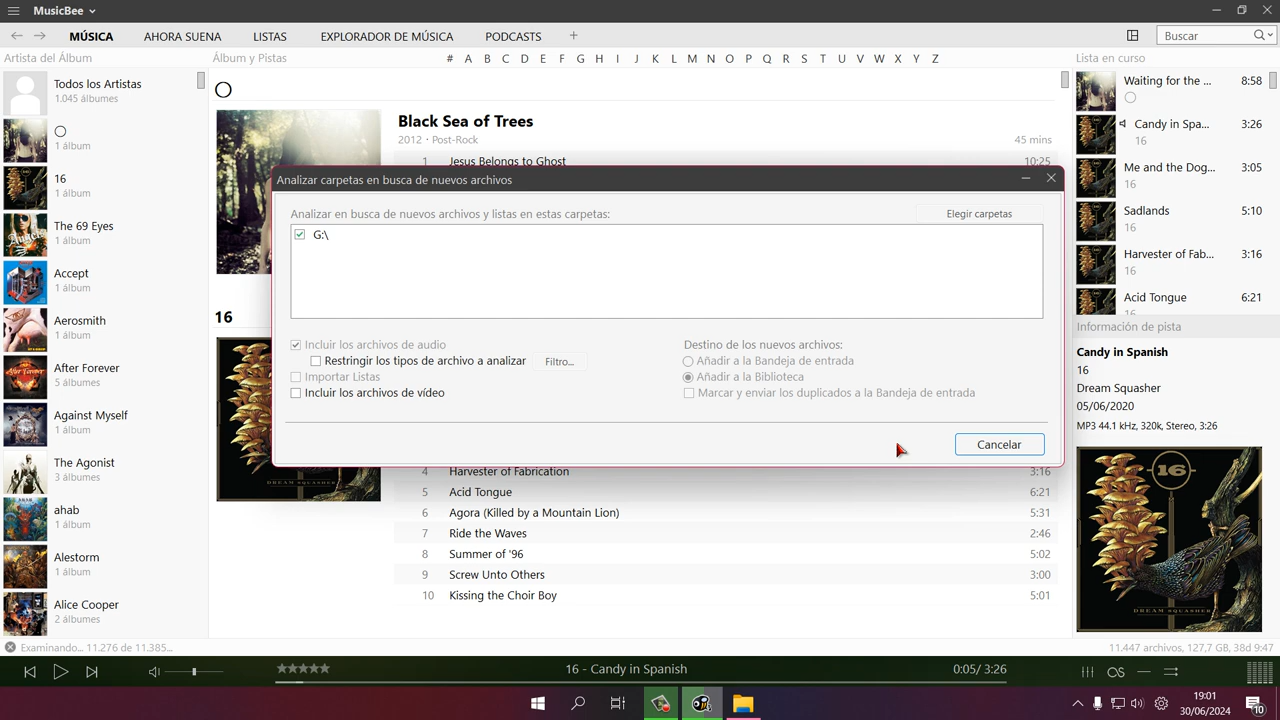 MusicBee
MÚSICA AHORA SUENA LISTAS EXPLORADOR DE MÚSICA PODCASTS +
Buscar
Artista del Álbum
Álbum y Pistas
# A B C D E F G H I J K L M N O P Q R S T U V W X Y Z
Lista en curso
Todos los Artistas
1.045 álbumes
◯
1 álbum
16
1 álbum
The 69 Eyes
1 álbum
Accept
1 álbum
Aerosmith
1 álbum
After Forever
5 álbumes
Against Myself
1 álbum
The Agonist
3 álbumes
ahab
1 álbum
Alestorm
1 álbum
Alice Cooper
2 álbumes
◯
Black Sea of Trees
2012 · Post-Rock 45 mins
1 Jesus Belongs to Ghost 10:25
Analizar carpetas en busca de nuevos archivos
Analizar en busca de nuevos archivos y listas en estas carpetas:
Elegir carpetas
G:\
Incluir los archivos de audio
Restringir los tipos de archivo a analizar
Filtro...
Importar Listas
Incluir los archivos de vídeo
Destino de los nuevos archivos:
Añadir a la Bandeja de entrada
Añadir a la Biblioteca
Marcar y enviar los duplicados a la Bandeja de entrada
Cancelar
16
4 Harvester of Fabrication 3:16
5 Acid Tongue 6:21
6 Agora (Killed by a Mountain Lion) 5:31
7 Ride the Waves 2:46
8 Summer of '96 5:02
9 Screw Unto Others 3:00
10 Kissing the Choir Boy 5:01
DREAM SQUASHER
Waiting for the ... 8:58
◯
Candy in Spa... 3:26
16
Me and the Dog... 3:05
16
Sadlands 5:10
16
Harvester of Fab... 3:16
16
Acid Tongue 6:21
16
Información de pista
Candy in Spanish
16
Dream Squasher
05/06/2020
MP3 44.1 kHz, 320k, Stereo, 3:26
16
DREAM SQUASHER
Examinando... 11.276 de 11.385...
11.447 archivos, 127,7 GB, 38d 9:47
16 - Candy in Spanish
0:05/ 3:26
19:01
30/06/2024
10